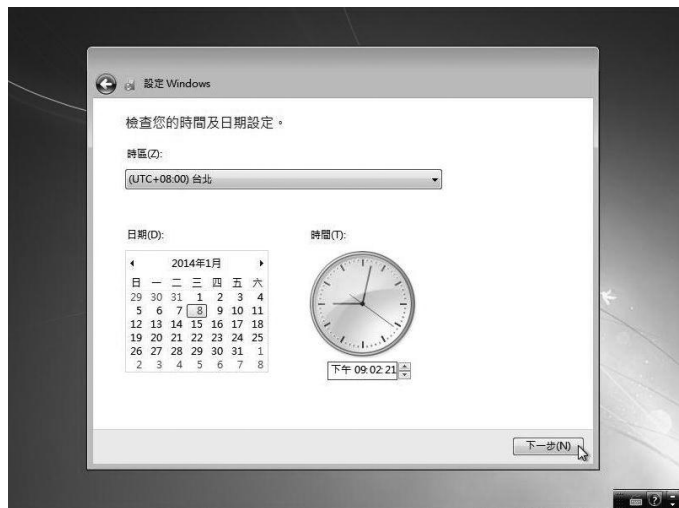 設定 Windows
檢查您的時間及日期設定。
時區(Z):
(UTC+08:00) 台北
日期(D):
時間(T):
2014年1月
日 一 二 三 四 五 六
29 30 31 1 2 3 4
5 6 7 8 9 10 11
12 13 14 15 16 17 18
19 20 21 22 23 24 25
26 27 28 29 30 31 1
2 3 4 5 6 7 8
下午 09:02:21
下一步(N)